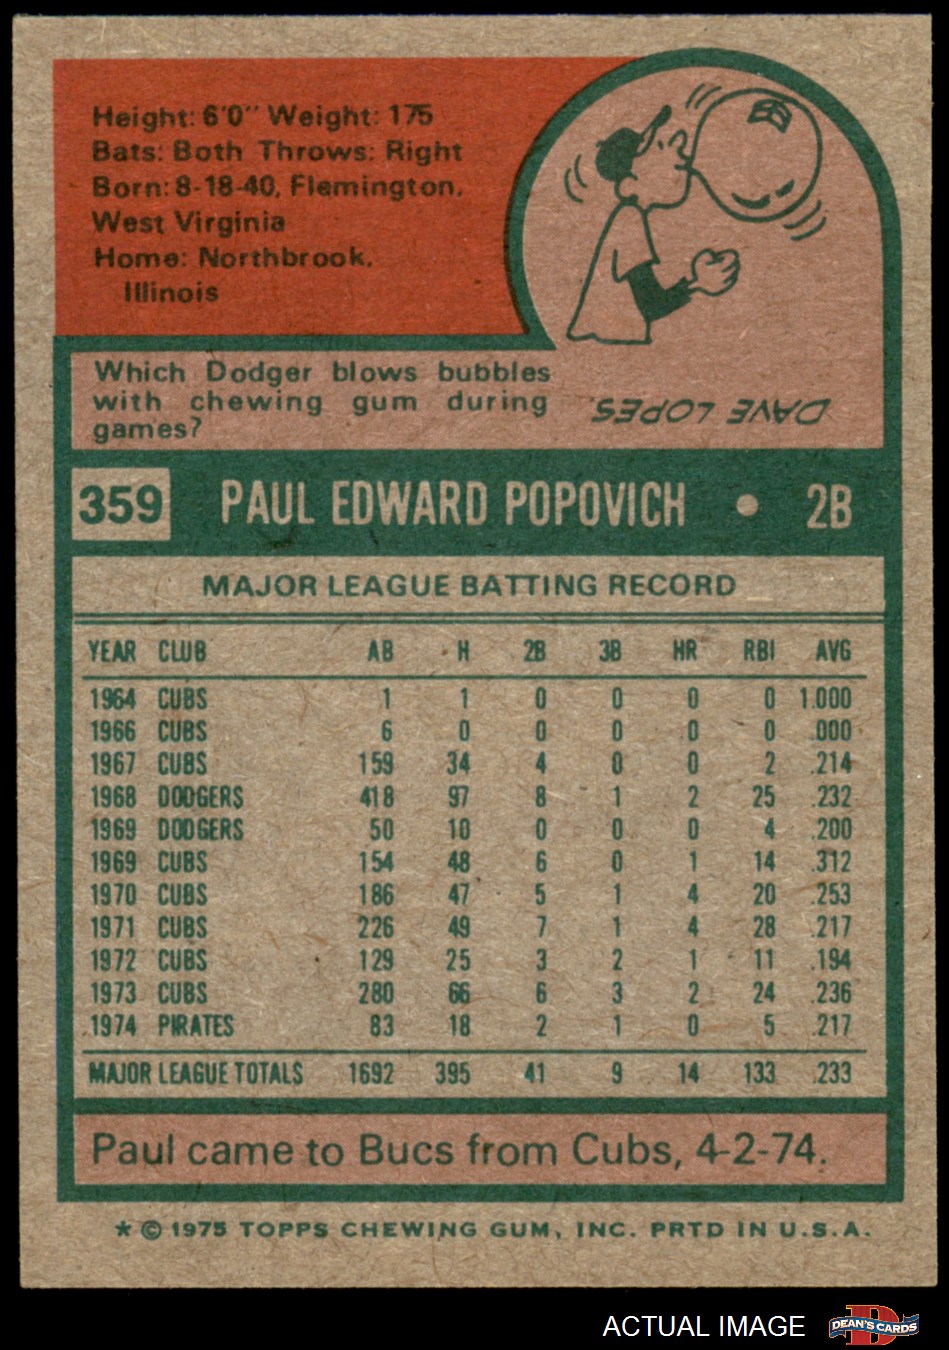 Height: 6'0" Weight: 175
Bats: Both Throws: Right
Born: 8-18-40, Flemington,
West Virginia
Home: Northbrook,
Illinois
Which Dodger blows bubbles
with chewing gum during
games?
DAVE LOPES
359 PAUL EDWARD POPOVICH • 2B
MAJOR LEAGUE BATTING RECORD
YEAR CLUB AB H 2B 3B HR RBI AVG
1964 CUBS 1 1 0 0 0 0 1.000
1966 CUBS 6 0 0 0 0 0 .000
1967 CUBS 159 34 4 0 0 2 .214
1968 DODGERS 418 97 8 1 2 25 .232
1969 DODGERS 50 10 0 0 0 4 .200
1969 CUBS 154 48 6 0 1 14 .312
1970 CUBS 186 47 5 1 4 20 .253
1971 CUBS 226 49 7 1 4 28 .217
1972 CUBS 129 25 3 2 1 11 .194
1973 CUBS 280 66 6 3 2 24 .236
1974 PIRATES 83 18 2 1 0 5 .217
MAJOR LEAGUE TOTALS 1692 395 41 9 14 133 .233
Paul came to Bucs from Cubs, 4-2-74.
* © 1975 TOPPS CHEWING GUM, INC. PRTD IN U.S.A.
ACTUAL IMAGE DEAN'S CARDS